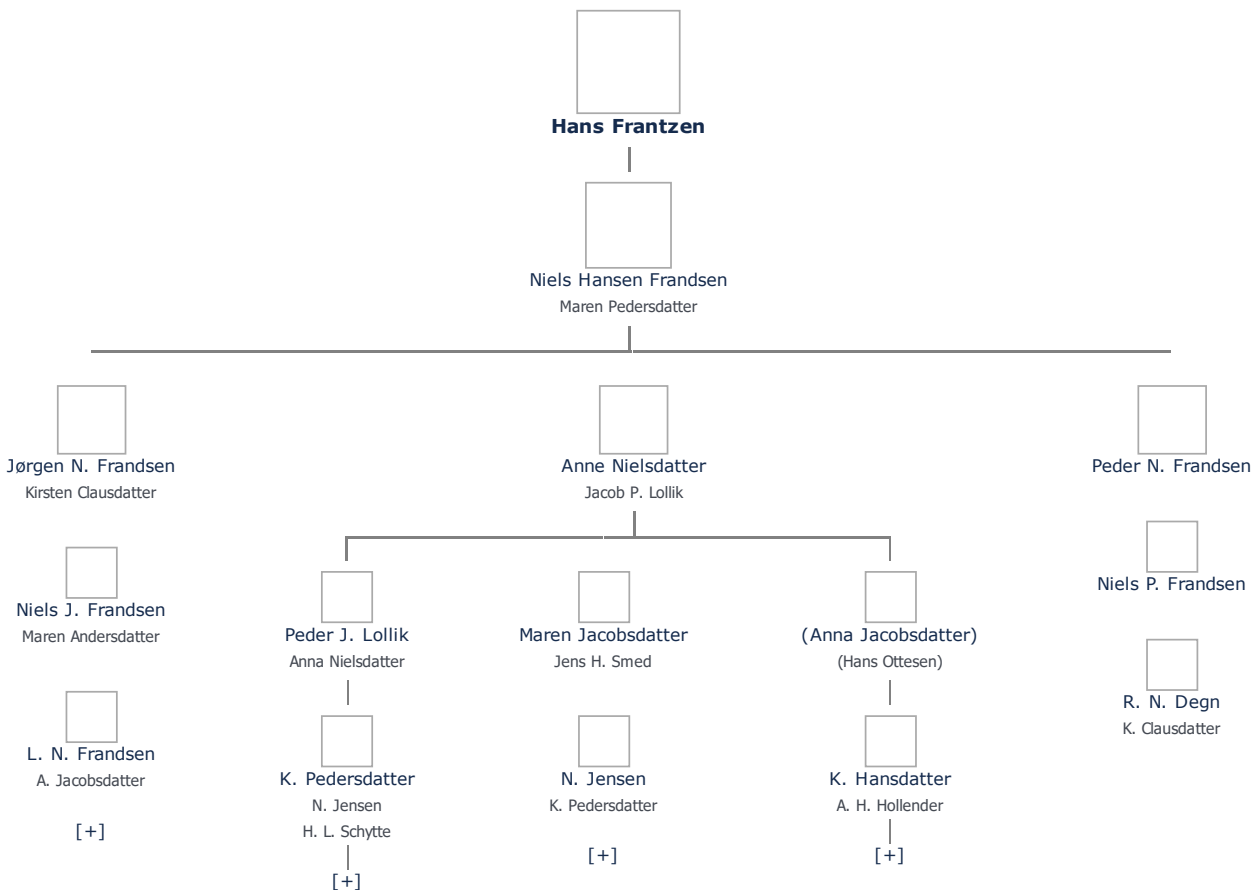 Hans Frantzen
Niels Hansen Frandsen
Maren Pedersdatter
Jørgen N. Frandsen
Kirsten Clausdatter
Anne Nielsdatter
Jacob P. Lollik
Peder N. Frandsen
Niels J. Frandsen
Maren Andersdatter
Peder J. Lollik
Anna Nielsdatter
Maren Jacobsdatter
Jens H. Smed
(Anna Jacobsdatter)
(Hans Ottesen)
Niels P. Frandsen
L. N. Frandsen
A. Jacobsdatter
[+]
K. Pedersdatter
N. Jensen
H. L. Schytte
[+]
N. Jensen
K. Pedersdatter
[+]
K. Hansdatter
A. H. Hollender
[+]
R. N. Degn
K. Clausdatter